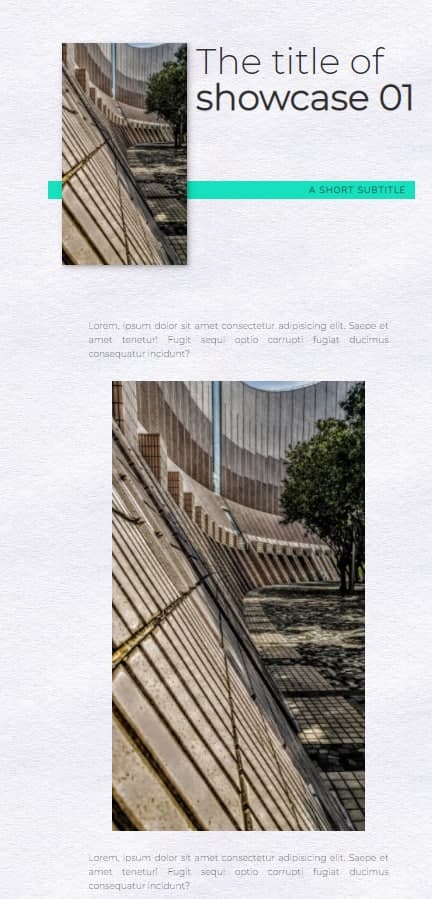 The title of
showcase 01
A SHORT SUBTITLE
Lorem, ipsum dolor sit amet consectetur adipisicing elit. Saepe et
amet tenetur! Fugit sequi optio corrupti fugiat ducimus
consequatur incidunt?
Lorem, ipsum dolor sit amet consectetur adipisicing elit. Saepe et
amet tenetur! Fugit sequi optio corrupti fugiat ducimus
consequatur incidunt?